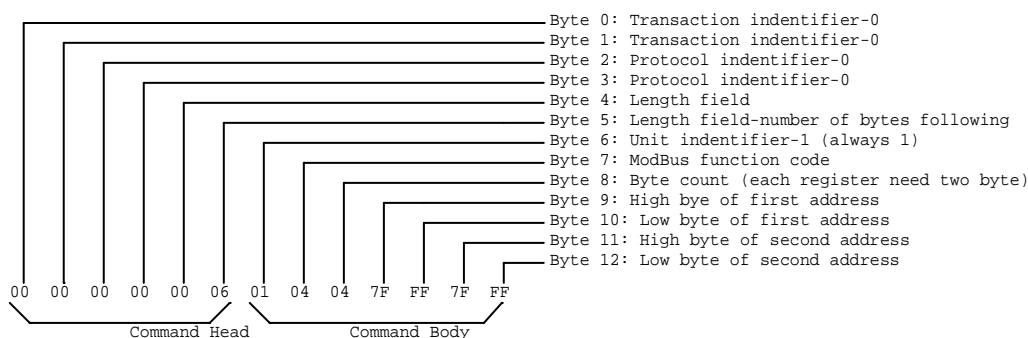 Byte 0: Transaction indentifier-0
Byte 1: Transaction indentifier-0
Byte 2: Protocol indentifier-0
Byte 3: Protocol indentifier-0
Byte 4: Length field
Byte 5: Length field-number of bytes following
Byte 6: Unit indentifier-1 (always 1)
Byte 7: ModBus function code
Byte 8: Byte count (each register need two byte)
Byte 9: High bye of first address
Byte 10: Low byte of first address
Byte 11: High byte of second address
Byte 12: Low byte of second address
00 00 00 00 00 06 01 04 04 7F FF 7F FF
Command Head Command Body